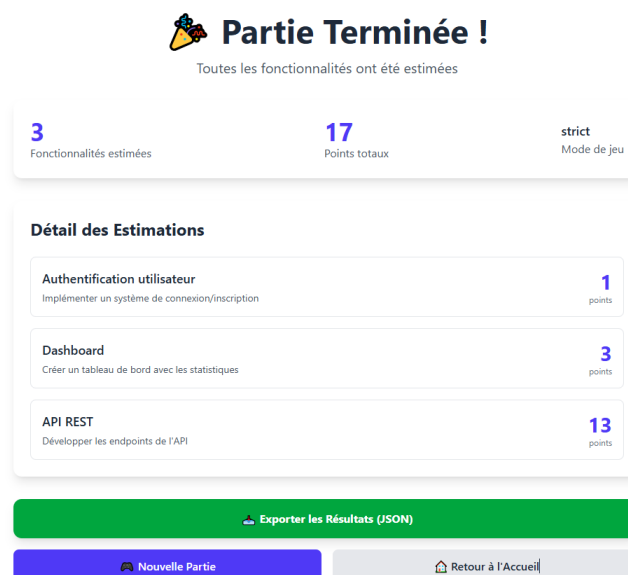 🎉 Partie Terminée !
Toutes les fonctionnalités ont été estimées
3
Fonctionnalités estimées
17
Points totaux
strict
Mode de jeu
Détail des Estimations
Authentification utilisateur
Implémenter un système de connexion/inscription
1
points
Dashboard
Créer un tableau de bord avec les statistiques
3
points
API REST
Développer les endpoints de l'API
13
points
📥 Exporter les Résultats (JSON)
🎮 Nouvelle Partie
🏠 Retour à l'Accueil